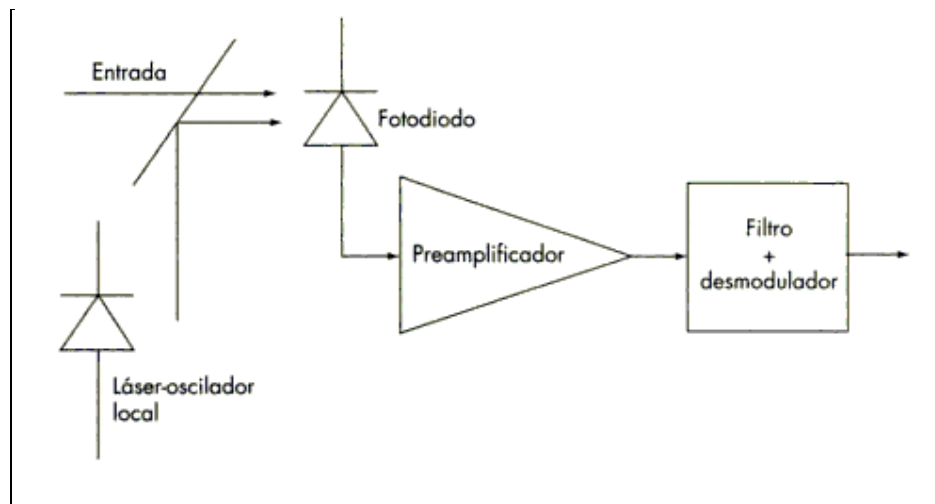 Entrada
Fotodiodo
Preamplificador
Filtro
+
desmodulador
Láser-oscilador
local